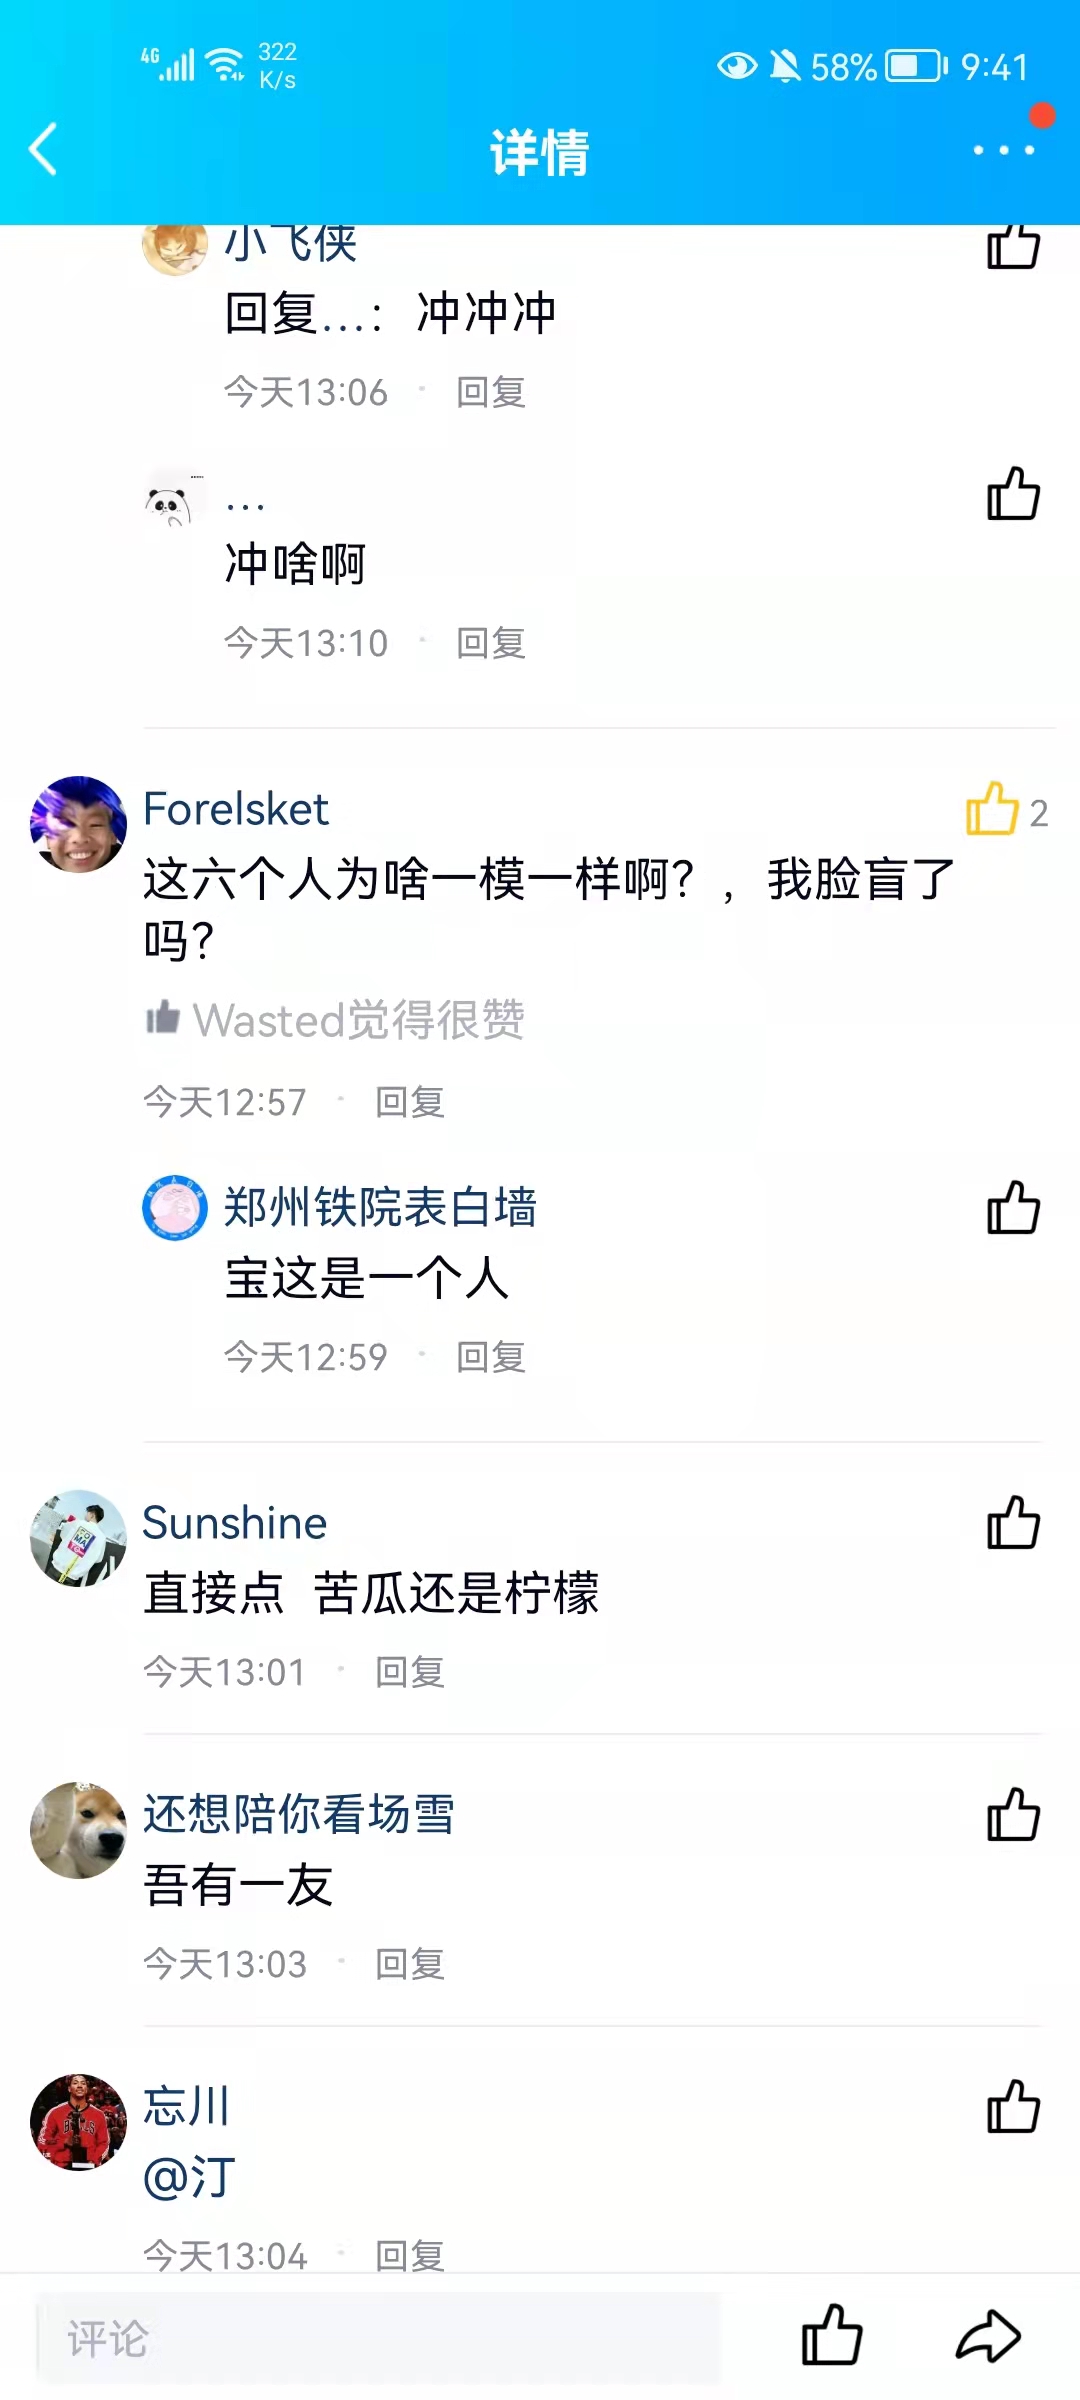 4G 322 K/s 58% 9:41
详情
小飞侠
回复...：冲冲冲
今天13:06 · 回复
...
冲啥啊
今天13:10 · 回复
Forelsket
2
这六个人为啥一模一样啊？，我脸盲了
吗？
Wasted觉得很赞
今天12:57 · 回复
郑州铁院表白墙
宝这是一个人
今天12:59 · 回复
Sunshine
直接点 苦瓜还是柠檬
今天13:01 · 回复
还想陪你看场雪
吾有一友
今天13:03 · 回复
忘川
@汀
今天13:04 · 回复
评论